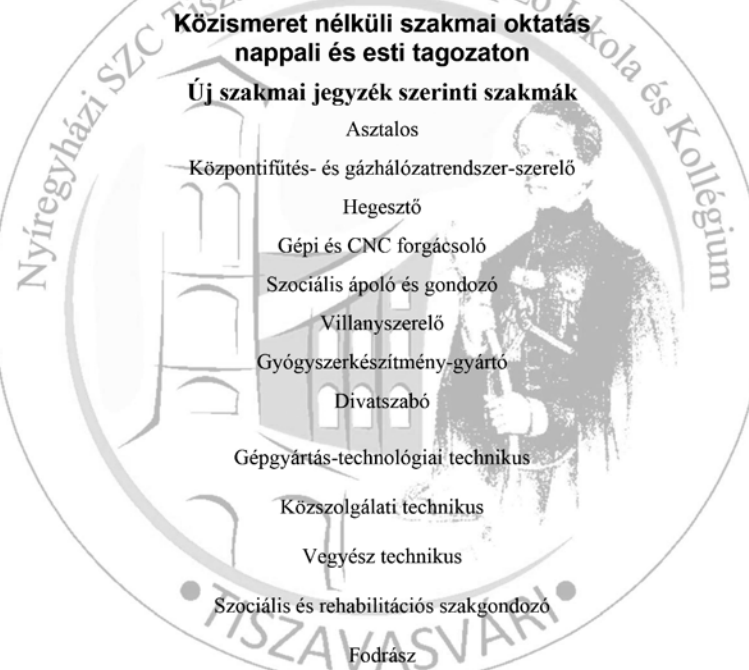 Közismeret nélküli szakmai oktatás
nappali és esti tagozaton
Új szakmai jegyzék szerinti szakmák
Asztalos
Központifűtés- és gázhálózatrendszer-szerelő
Hegesztő
Gépi és CNC forgácsoló
Szociális ápoló és gondozó
Villanyszerelő
Gyógyszerkészítmény-gyártó
Divatszabó
Gépgyártás-technológiai technikus
Közszolgálati technikus
Vegyész technikus
Szociális és rehabilitációs szakgondozó
Fodrász
Nyíregyházi SZC és Kollégium
TISZAVASVÁRI